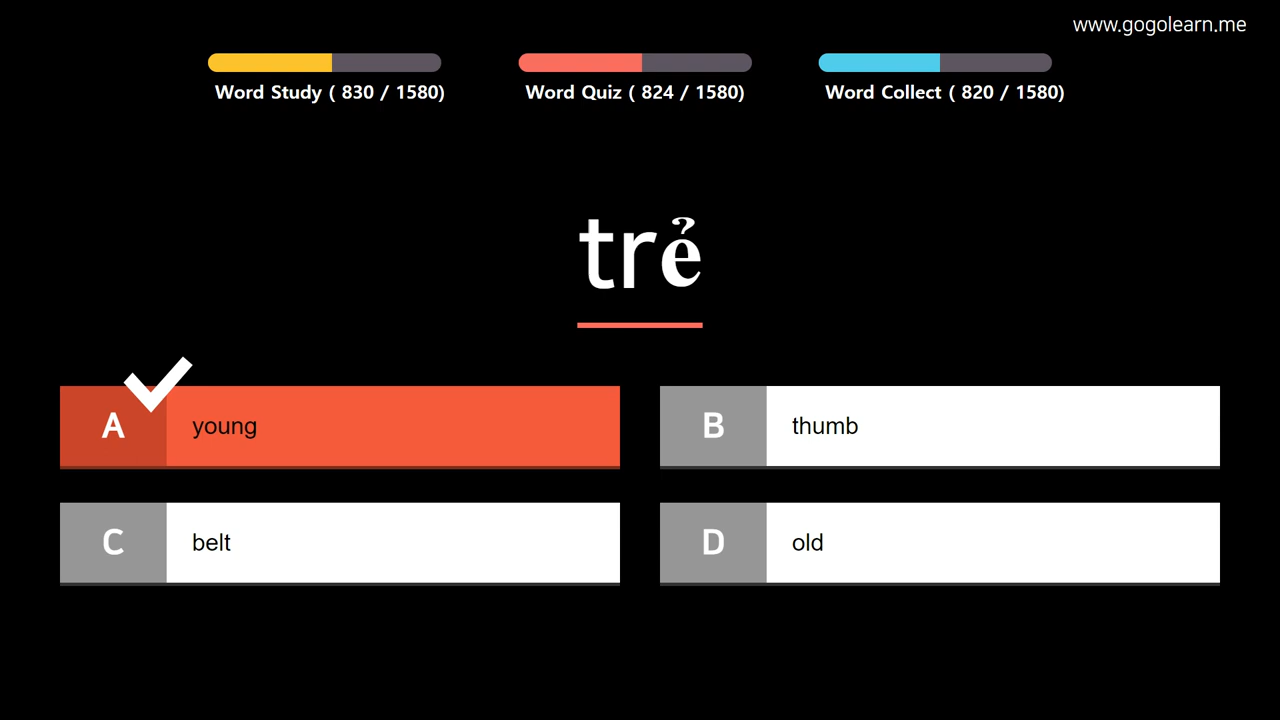 www.gogolearn.me
Word Study ( 830 / 1580)
Word Quiz ( 824 / 1580)
Word Collect ( 820 / 1580)
trẻ
A young
B thumb
C belt
D old